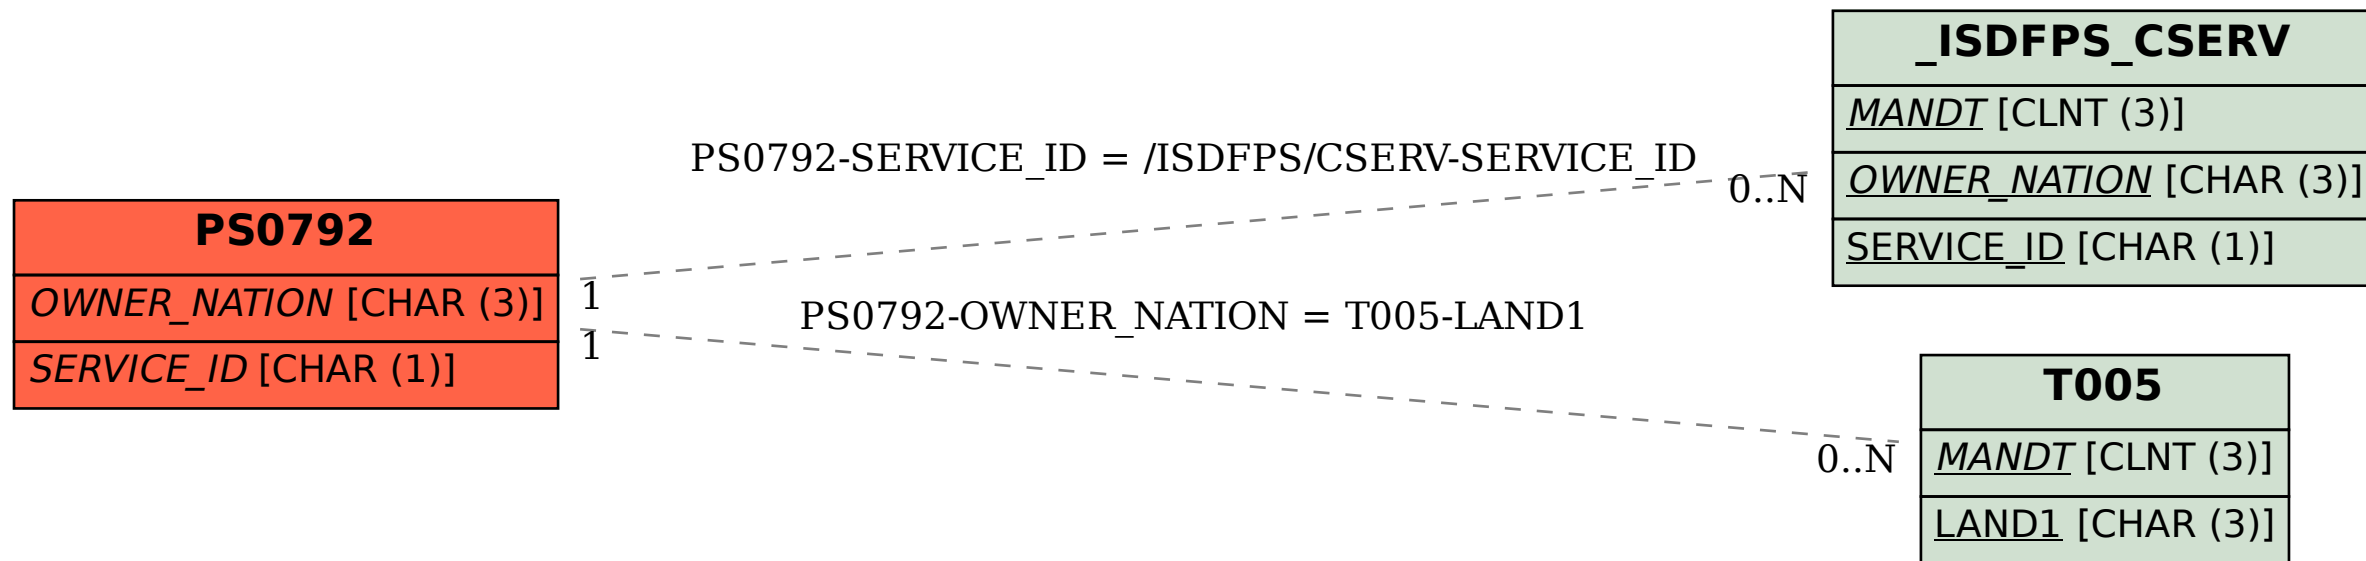 _ISDFPS_CSERV
MANDT [CLNT (3)]
OWNER_NATION [CHAR (3)]
SERVICE_ID [CHAR (1)]
PS0792-SERVICE_ID = /ISDFPS/CSERV-SERVICE_ID
0..N
1
PS0792
OWNER_NATION [CHAR (3)]
SERVICE_ID [CHAR (1)]
PS0792-OWNER_NATION = T005-LAND1
1
0..N
T005
MANDT [CLNT (3)]
LAND1 [CHAR (3)]